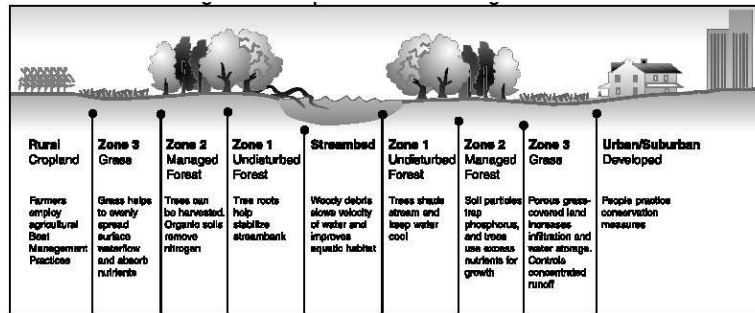 Rural
Cropland
Farmers
employ
agricultural
Best
Management
Practices
Zone 3
Grass
Grass helps
to evenly
spread
surface
waterflow
and absorb
nutrients
Zone 2
Managed
Forest
Trees can
be harvested.
Organic soils
remove
nitrogen
Zone 1
Undisturbed
Forest
Tree roots
help
stabilize
streambank
Streambed
Woody debris
slows velocity
of water and
improves
aquatic habitat
Zone 1
Undisturbed
Forest
Trees shade
stream and
keep water
cool
Zone 2
Managed
Forest
Soil particles
trap
phosphorus,
and trees
use excess
nutrients for
growth
Zone 3
Grass
Porous grass-
covered land
increases
infiltration and
water storage.
Controls
concentrated
runoff
Urban/Suburban
Developed
People practice
conservation
measures